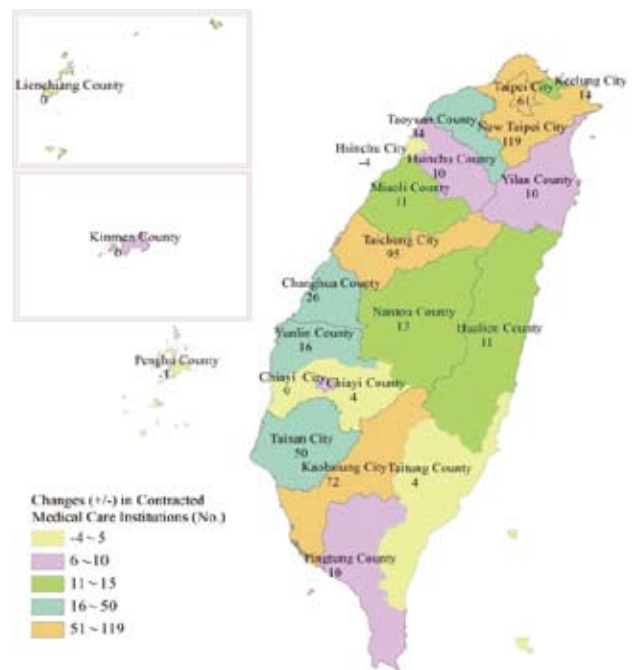 Lienchiang County
0
Kinmen County
6
Penghu County
-1
Taipei City
61
Keelung City
14
Taoyuan County
34
New Taipei City
119
Hsinchu City
-4
Hsinchu County
10
Yilan County
10
Miaoli County
11
Taichung City
95
Changhua County
26
Nantou County
Hualien County
11
Yunlin County
16
Chiayi City
9
Chiayi County
4
Tainan City
50
Kaohsiung City
72
Taitung County
4
Pingtung County
10
Changes (+/-) in Contracted
Medical Care Institutions (No.)
-4~5
6~10
11~15
16~50
51~119